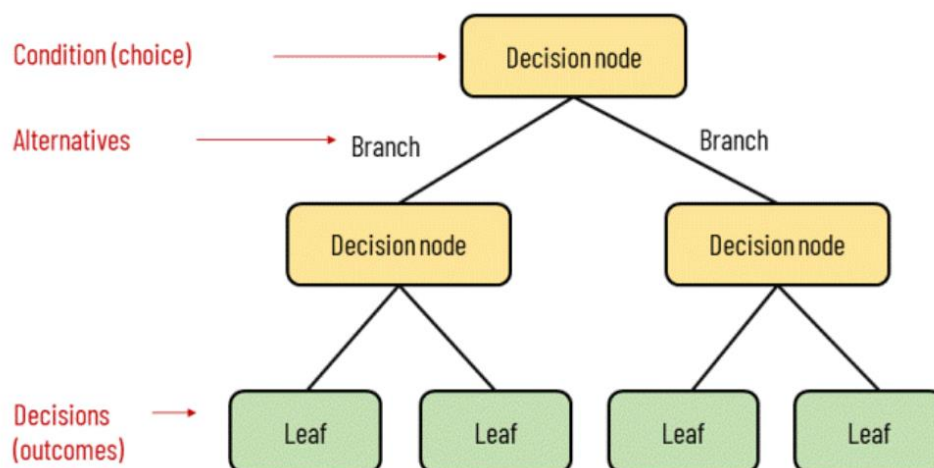 Condition (choice)
Decision node
Alternatives
Branch
Branch
Decision node
Decision node
Decisions
(outcomes)
Leaf
Leaf
Leaf
Leaf